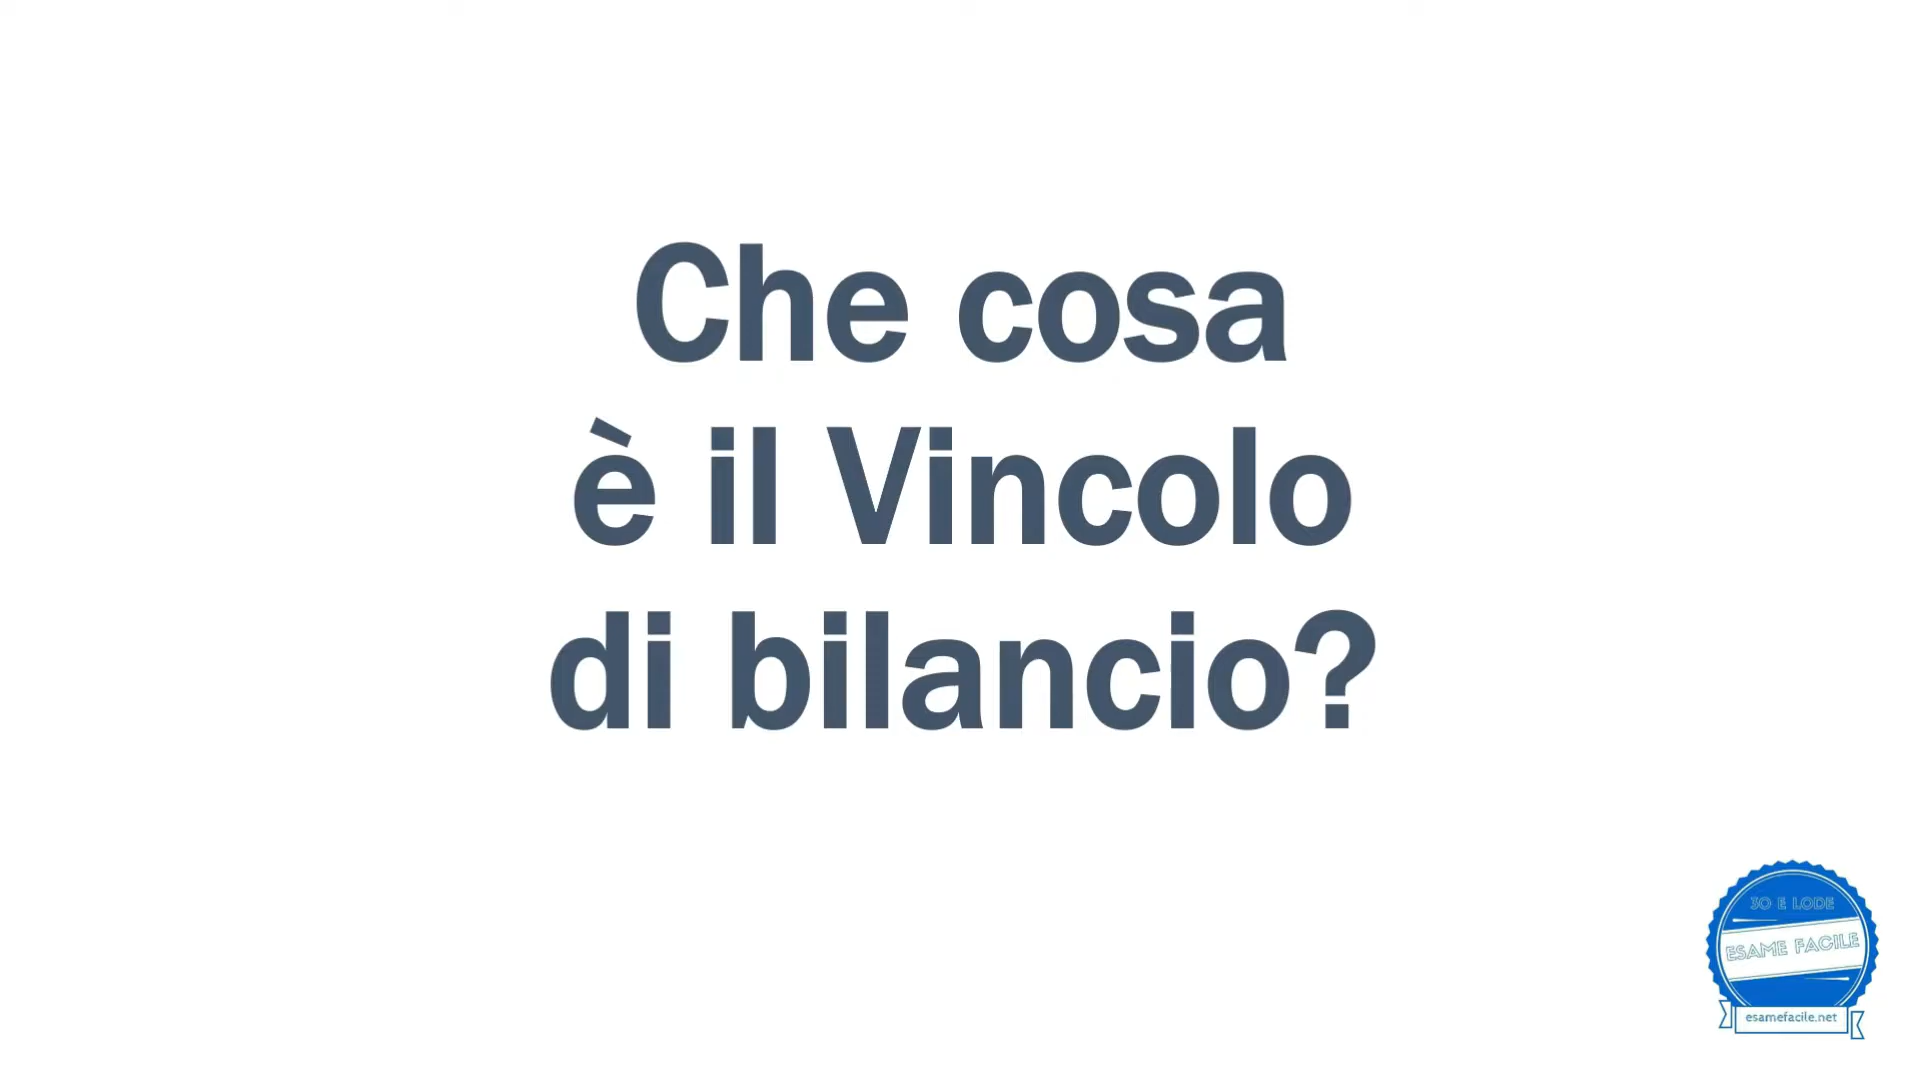 Che cosa
è il Vincolo
di bilancio?
30 E LODE
ESAME FACILE
esamefacile.net